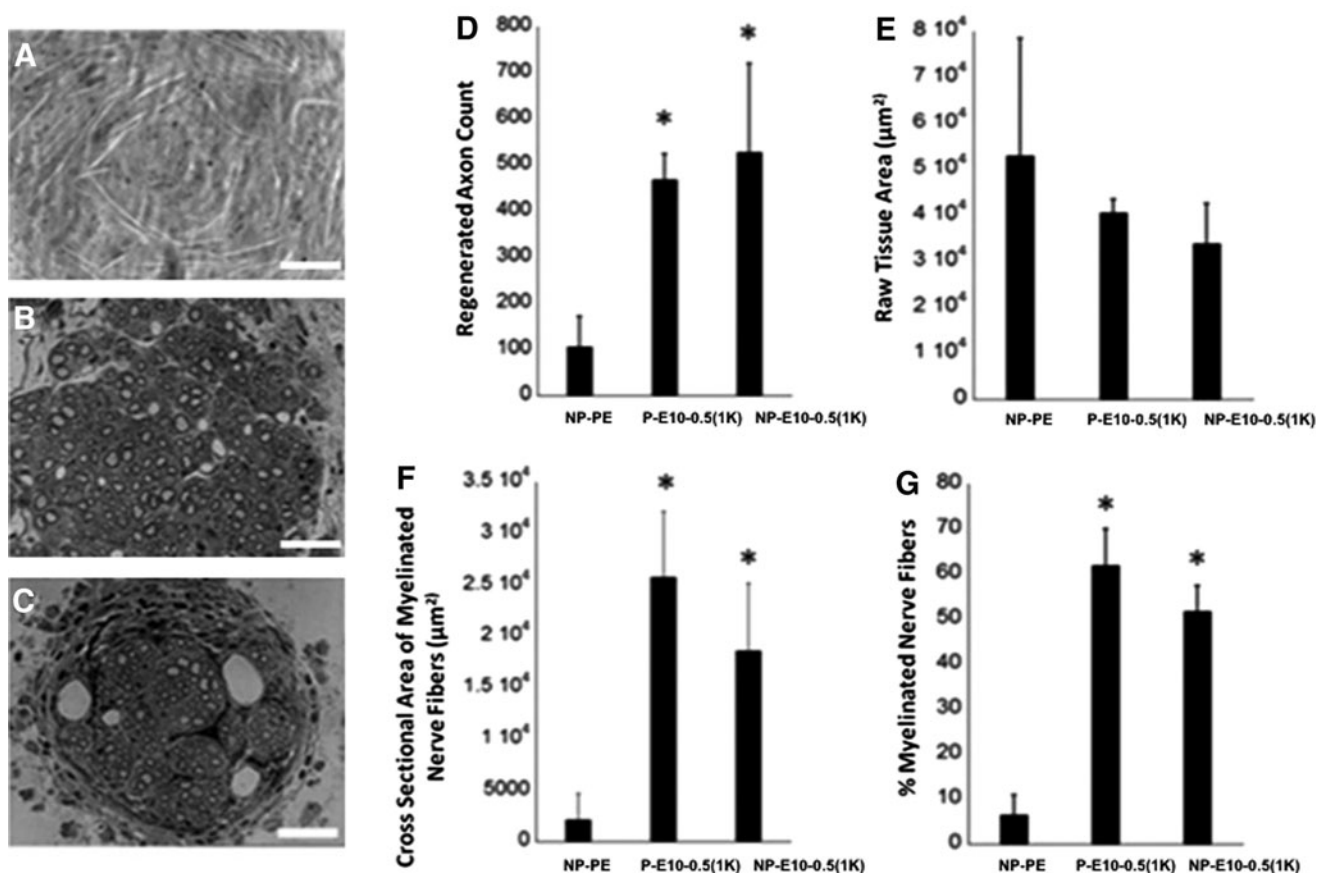 A
B
C
D
Regenerated Axon Count
800
700
600
500
400
300
200
100
0
*
*
NP-PE P-E10-0.5(1K) NP-E10-0.5(1K)
E
Raw Tissue Area (µm²)
8 10⁴
7 10⁴
6 10⁴
5 10⁴
4 10⁴
3 10⁴
2 10⁴
1 10⁴
0
NP-PE P-E10-0.5(1K) NP-E10-0.5(1K)
F
Cross Sectional Area of Myelinated
Nerve Fibers (µm²)
3.5 10⁴
3 10⁴
2.5 10⁴
2 10⁴
1.5 10⁴
1 10⁴
5000
0
*
*
NP-PE P-E10-0.5(1K) NP-E10-0.5(1K)
G
% Myelinated Nerve Fibers
80
70
60
50
40
30
20
10
0
*
*
NP-PE P-E10-0.5(1K) NP-E10-0.5(1K)